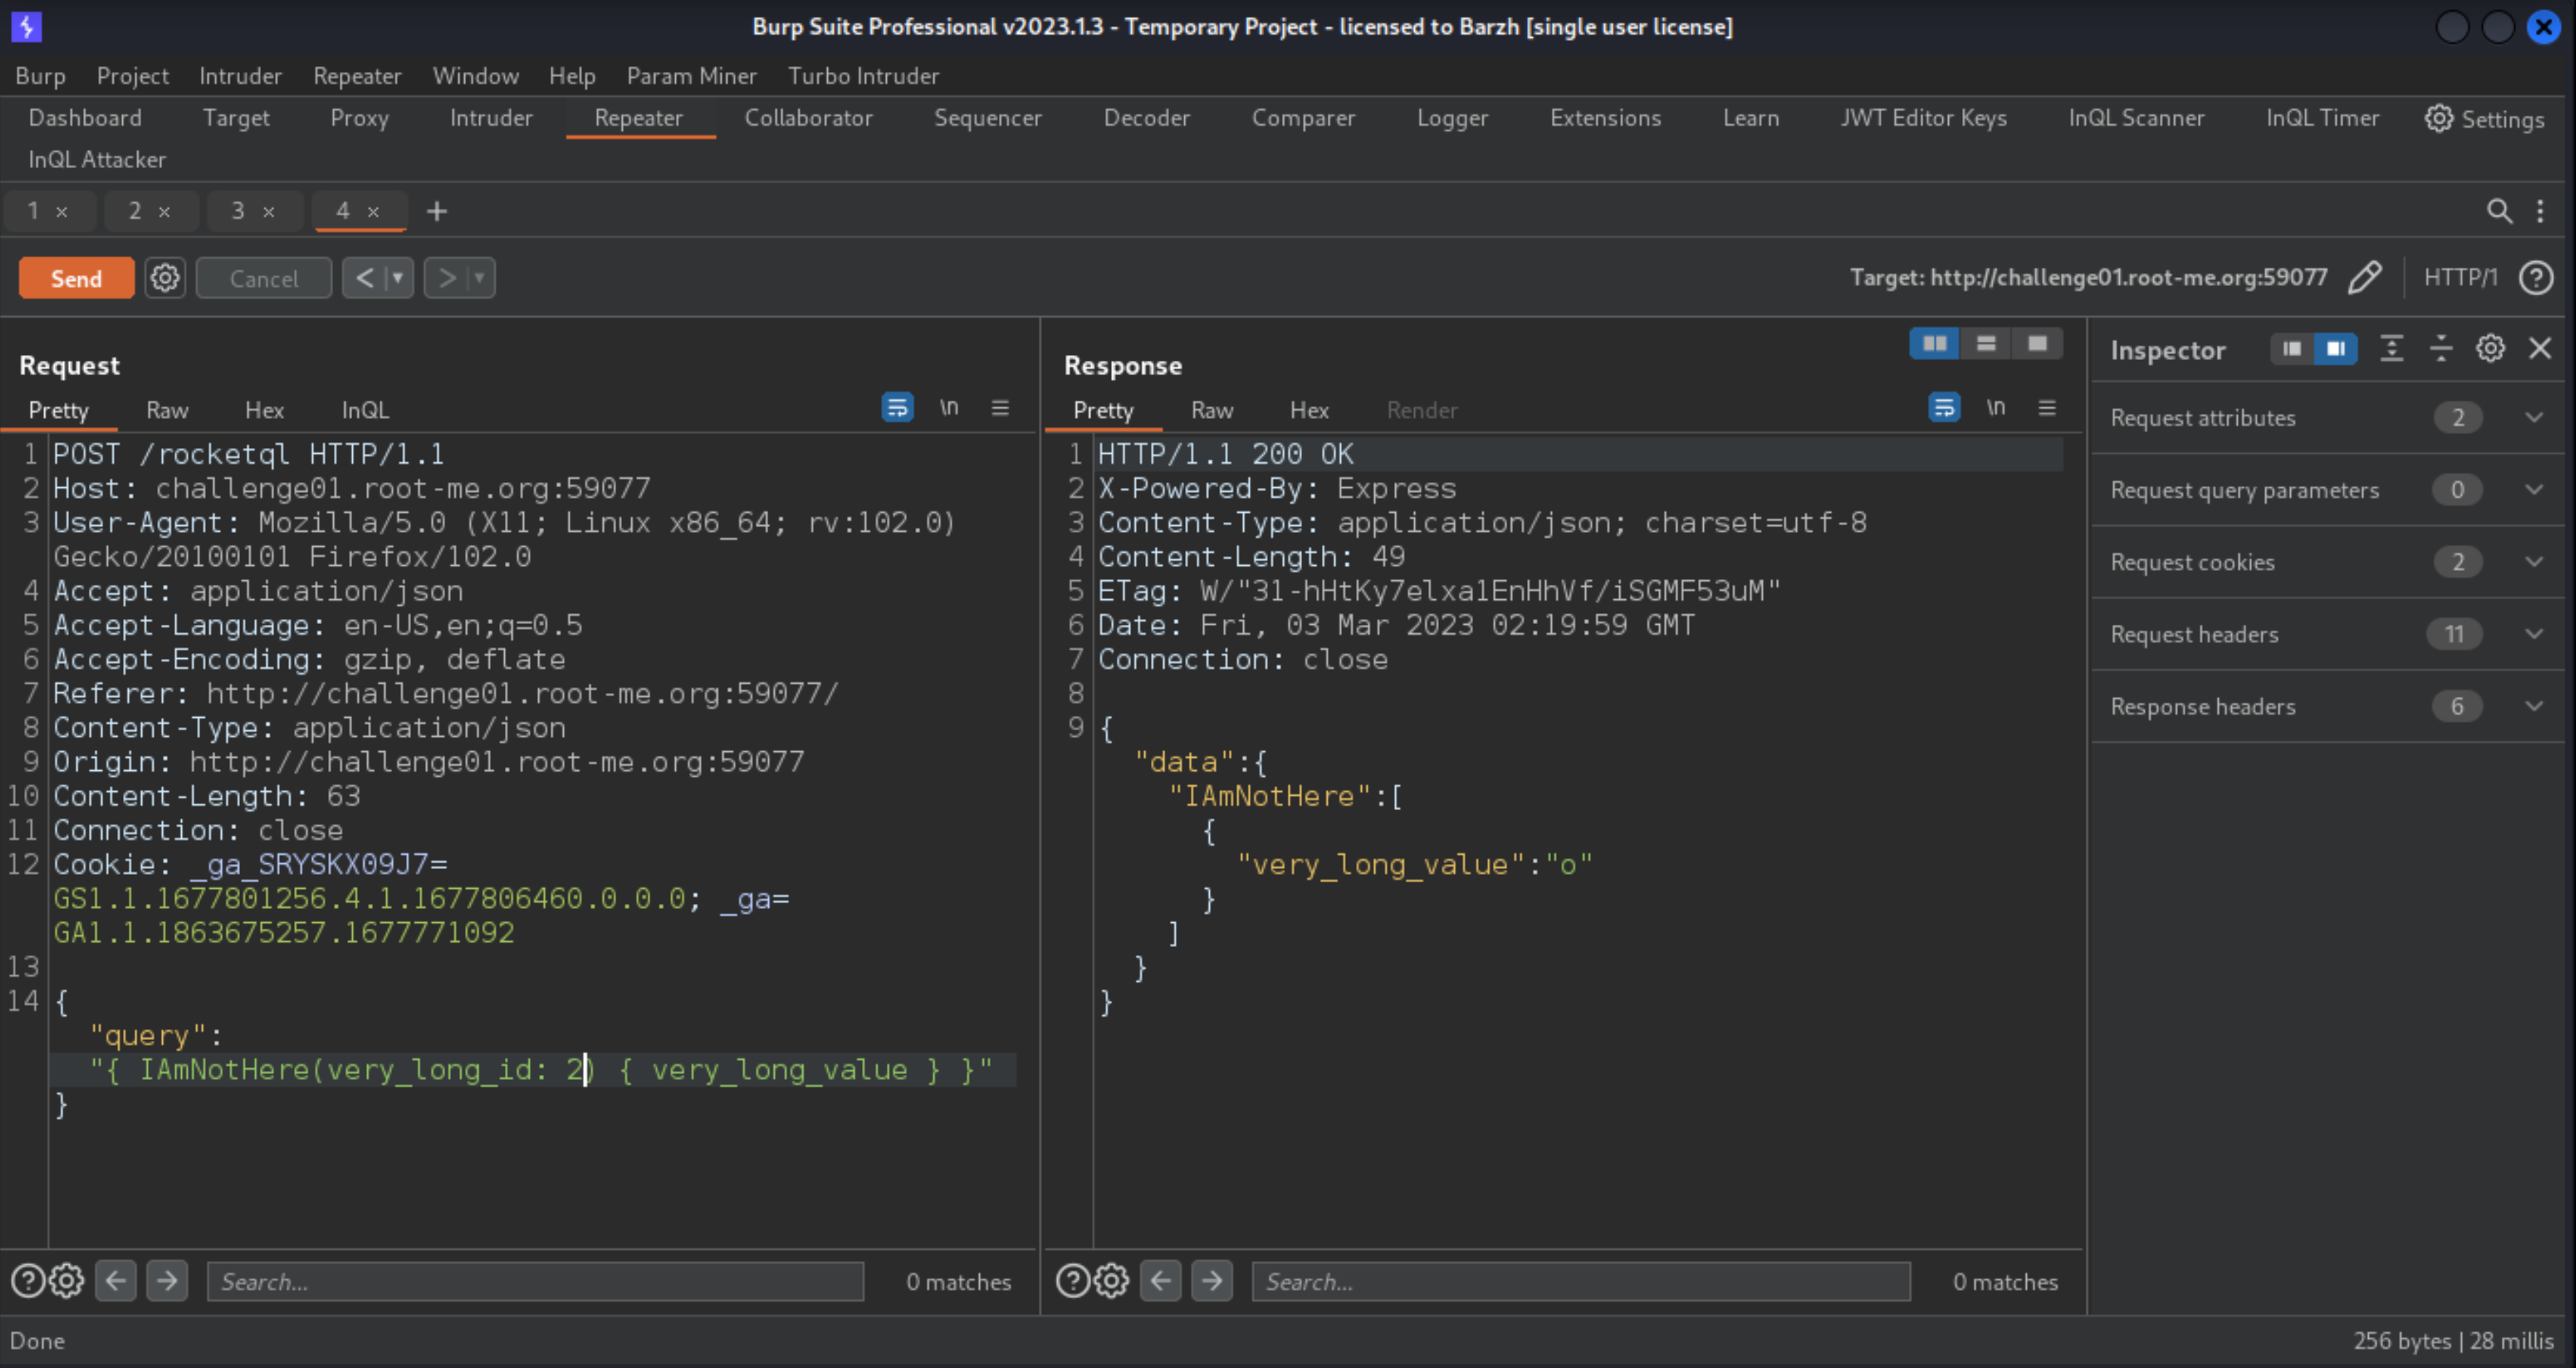 Burp Suite Professional v2023.1.3 - Temporary Project - licensed to Barzh [single user license]
Burp Project Intruder Repeater Window Help Param Miner Turbo Intruder
Dashboard Target Proxy Intruder Repeater Collaborator Sequencer Decoder Comparer Logger Extensions Learn JWT Editor Keys InQL Scanner InQL Timer Settings
InQL Attacker
1 × 2 × 3 × 4 × +
Send Cancel < > Target: http://challenge01.root-me.org:59077 HTTP/1 ?
Request
Pretty Raw Hex InQL \n
1 POST /rocketql HTTP/1.1
2 Host: challenge01.root-me.org:59077
3 User-Agent: Mozilla/5.0 (X11; Linux x86_64; rv:102.0)
Gecko/20100101 Firefox/102.0
4 Accept: application/json
5 Accept-Language: en-US,en;q=0.5
6 Accept-Encoding: gzip, deflate
7 Referer: http://challenge01.root-me.org:59077/
8 Content-Type: application/json
9 Origin: http://challenge01.root-me.org:59077
10 Content-Length: 63
11 Connection: close
12 Cookie: _ga_SRYSKX09J7=
GS1.1.1677801256.4.1.1677806460.0.0.0; _ga=
GA1.1.1863675257.1677771092
13
14 {
"query":
"{ IAmNotHere(very_long_id: 2) { very_long_value } }"
}
? Search... 0 matches
Response
Pretty Raw Hex Render \n
1 HTTP/1.1 200 OK
2 X-Powered-By: Express
3 Content-Type: application/json; charset=utf-8
4 Content-Length: 49
5 ETag: W/"31-hHtKy7elxa1EnHhVf/iSGMF53uM"
6 Date: Fri, 03 Mar 2023 02:19:59 GMT
7 Connection: close
8
9 {
"data":{
"IAmNotHere":[
{
"very_long_value":"o"
}
]
}
}
? Search... 0 matches
Inspector
Request attributes 2
Request query parameters 0
Request cookies 2
Request headers 11
Response headers 6
Done
256 bytes | 28 millis